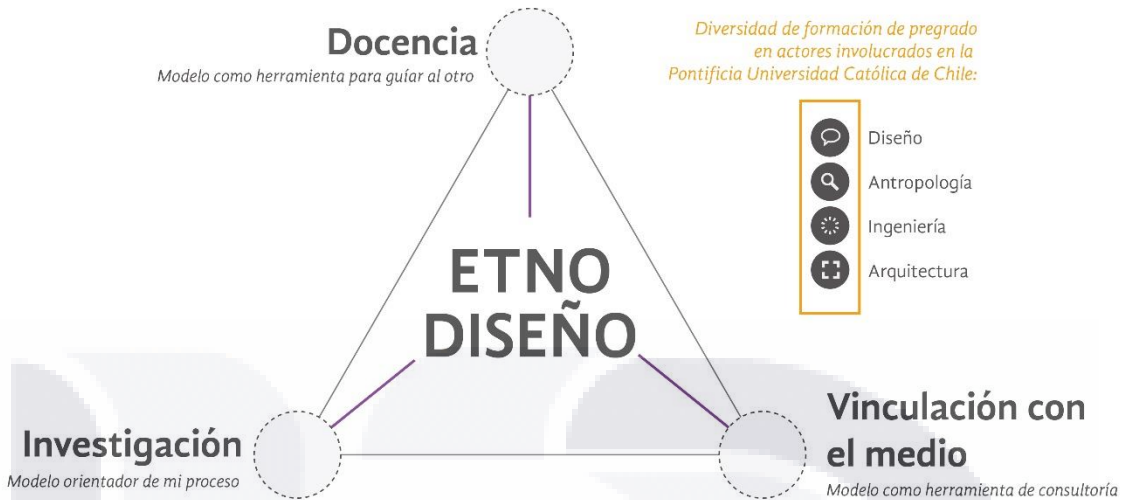 Docencia
Modelo como herramienta para guíar al otro
Diversidad de formación de pregrado
en actores involucrados en la
Pontificia Universidad Católica de Chile:
Diseño
Antropología
Ingeniería
Arquitectura
ETNO
DISEÑO
Investigación
Modelo orientador de mi proceso
Vinculación con
el medio
Modelo como herramienta de consultoría